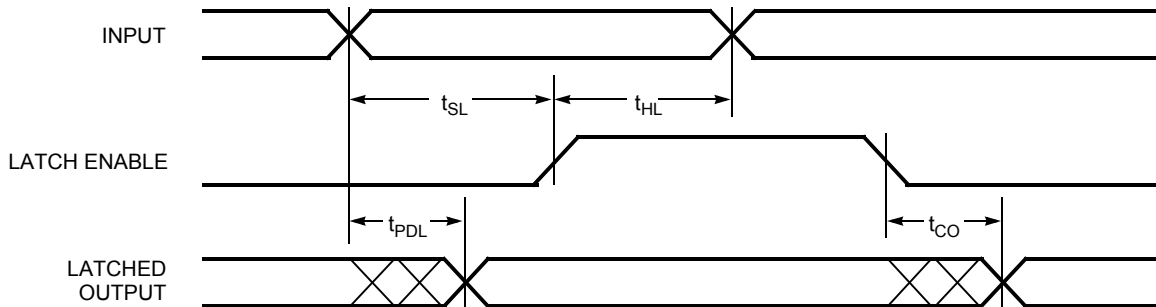 INPUT
t_SL
t_HL
LATCH ENABLE
t_PDL
t_CO
LATCHED
OUTPUT